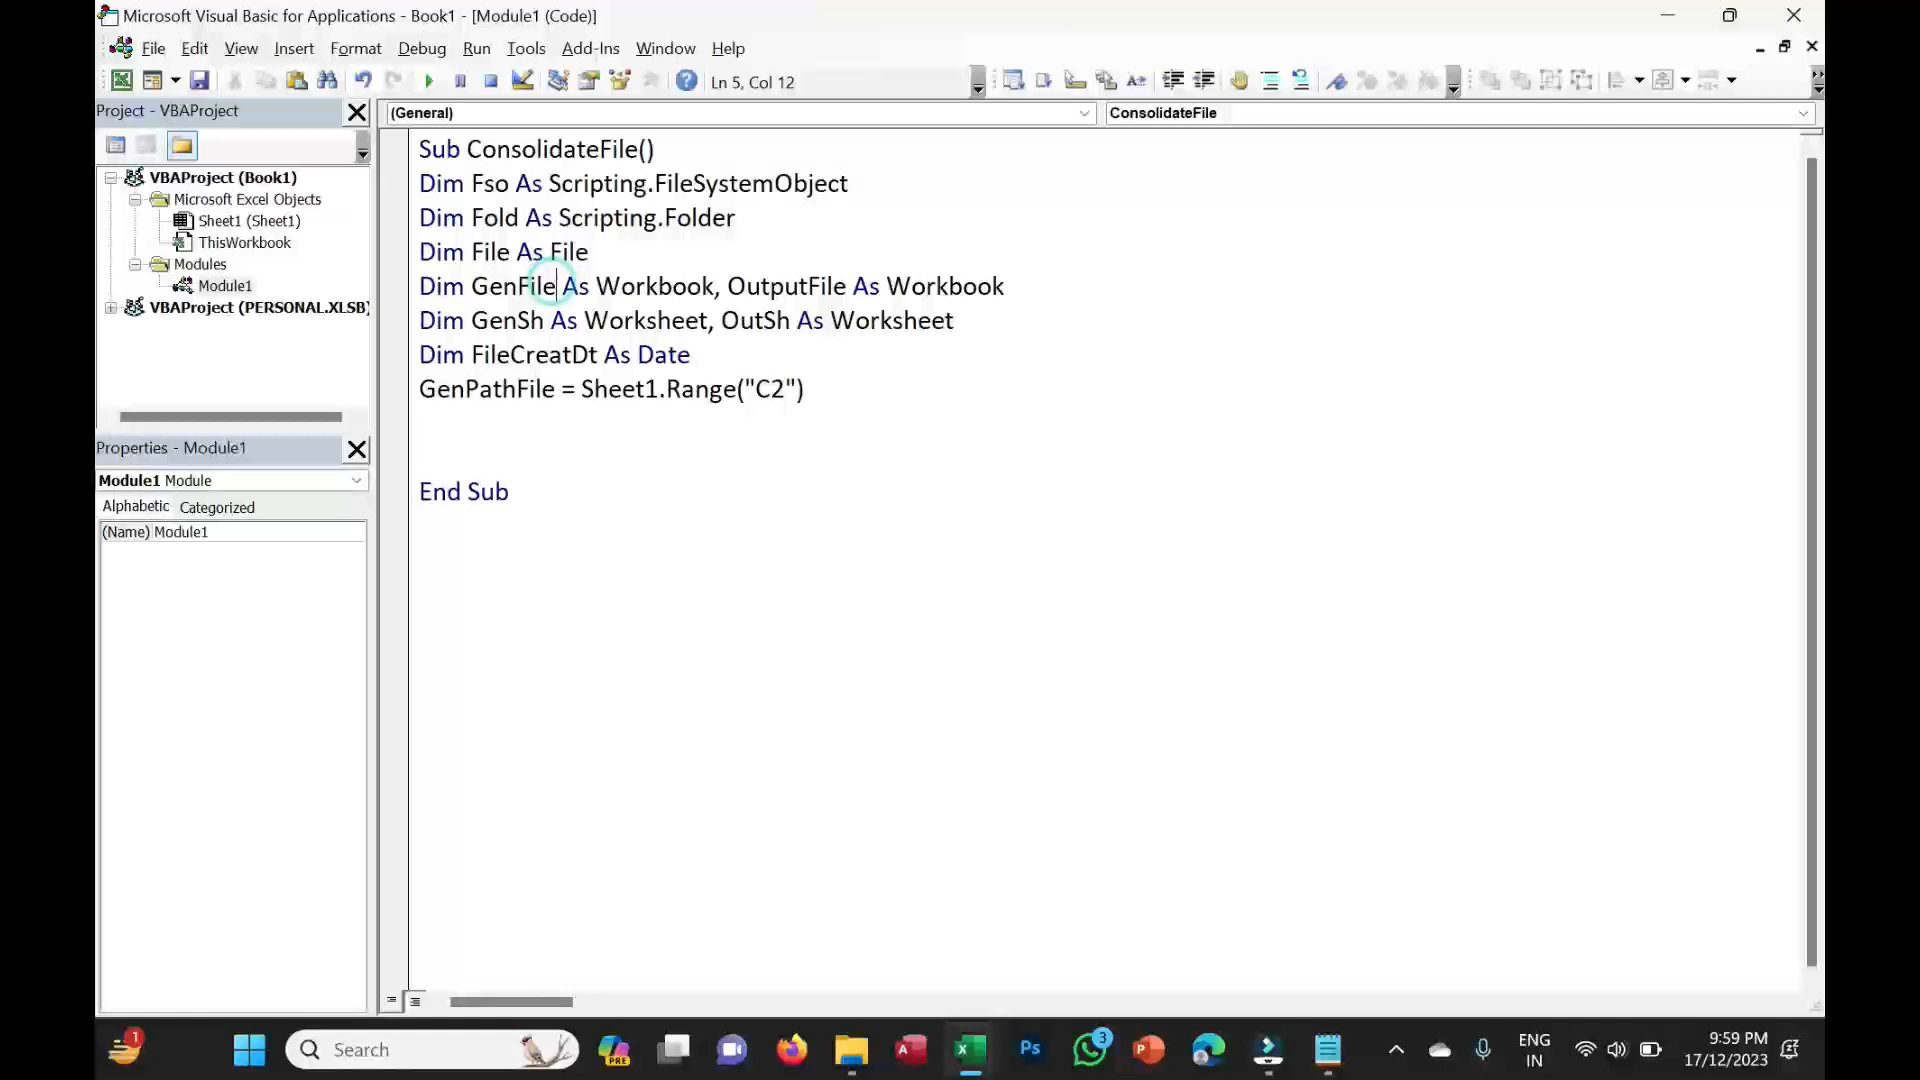 Microsoft Visual Basic for Applications - Book1 - [Module1 (Code)]
File Edit View Insert Format Debug Run Tools Add-Ins Window Help
Ln 5, Col 12
Project - VBAProject
(General)
ConsolidateFile
VBAProject (Book1)
Microsoft Excel Objects
Sheet1 (Sheet1)
ThisWorkbook
Modules
Module1
VBAProject (PERSONAL.XLSB)
Properties - Module1
Module1 Module
Alphabetic Categorized
(Name) Module1
Sub ConsolidateFile()
Dim Fso As Scripting.FileSystemObject
Dim Fold As Scripting.Folder
Dim File As File
Dim GenFile As Workbook, OutputFile As Workbook
Dim GenSh As Worksheet, OutSh As Worksheet
Dim FileCreatDt As Date
GenPathFile = Sheet1.Range("C2")
End Sub
1
Search
PRE
A
X
Ps
3
P
ENG
IN
9:59 PM
17/12/2023